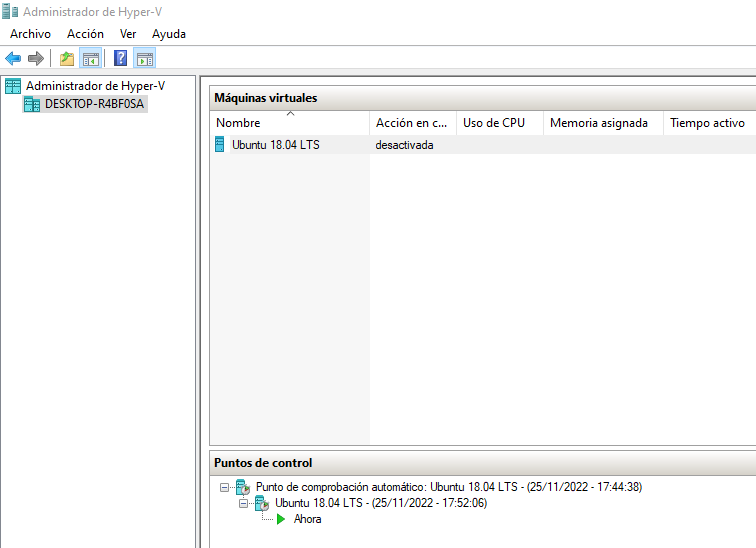 Administrador de Hyper-V
Archivo Acción Ver Ayuda
Administrador de Hyper-V
DESKTOP-R4BF0SA
Máquinas virtuales
Nombre Acción en c... Uso de CPU Memoria asignada Tiempo activo
Ubuntu 18.04 LTS desactivada
Puntos de control
Punto de comprobación automático: Ubuntu 18.04 LTS - (25/11/2022 - 17:44:38)
Ubuntu 18.04 LTS - (25/11/2022 - 17:52:06)
Ahora